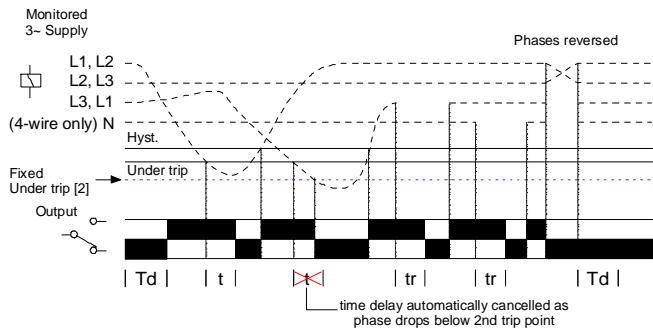 Monitored
3~ Supply
Phases reversed
L1, L2
L2, L3
L3, L1
(4-wire only) N
Hyst.
Under trip
Fixed
Under trip [2]
Output
Td
t
t
tr
tr
Td
time delay automatically cancelled as
phase drops below 2nd trip point